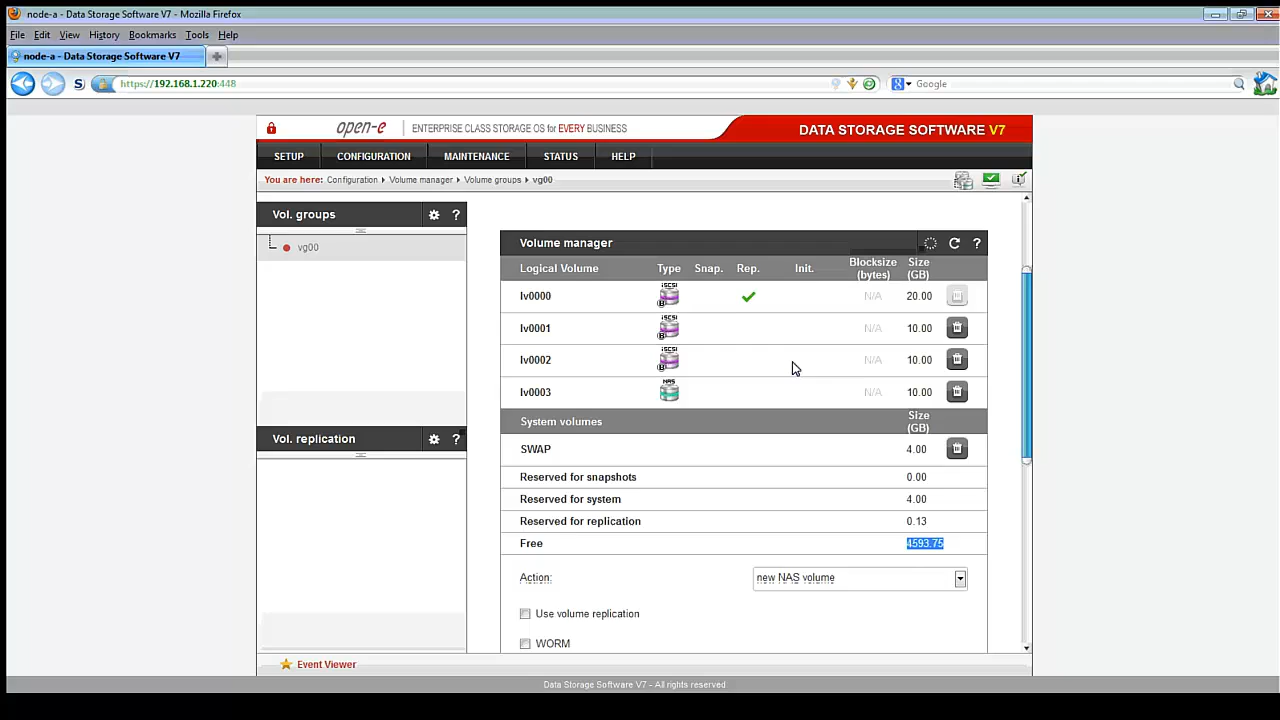 node-a - Data Storage Software V7 - Mozilla Firefox
File Edit View History Bookmarks Tools Help
node-a - Data Storage Software V7
https://192.168.1.220:448
Google
open-e ENTERPRISE CLASS STORAGE OS for EVERY BUSINESS DATA STORAGE SOFTWARE V7
SETUP CONFIGURATION MAINTENANCE STATUS HELP
You are here: Configuration Volume manager Volume groups vg00
Vol. groups ?
vg00
Vol. replication ?
Volume manager ?
Logical Volume Type Snap. Rep. Init. Blocksize (bytes) Size (GB)
lv0000 iSCSI B N/A 20.00
lv0001 iSCSI B N/A 10.00
lv0002 iSCSI B N/A 10.00
lv0003 NAS N/A 10.00
System volumes Size (GB)
SWAP 4.00
Reserved for snapshots 0.00
Reserved for system 4.00
Reserved for replication 0.13
Free 4593.75
Action: new NAS volume
Use volume replication
WORM
Event Viewer
Data Storage Software V7 - All rights reserved